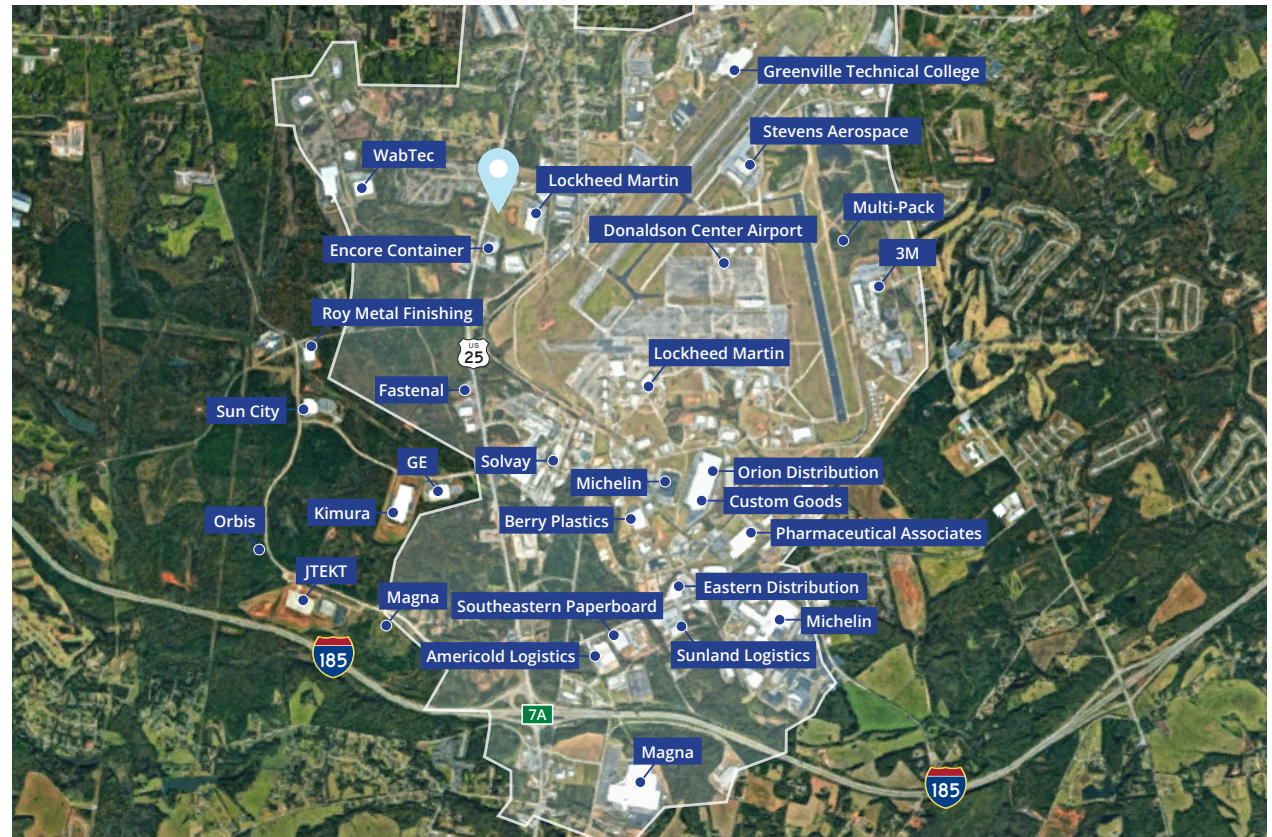 Greenville Technical College
Stevens Aerospace
WabTec
Lockheed Martin
Multi-Pack
Donaldson Center Airport
Encore Container
3M
Roy Metal Finishing
US
25
Lockheed Martin
Fastenal
Sun City
GE
Solvay
Orion Distribution
Michelin
Custom Goods
Kimura
Orbis
Berry Plastics
Pharmaceutical Associates
JTEKT
Eastern Distribution
Magna
Southeastern Paperboard
Michelin
185
Americold Logistics
Sunland Logistics
7A
Magna
185